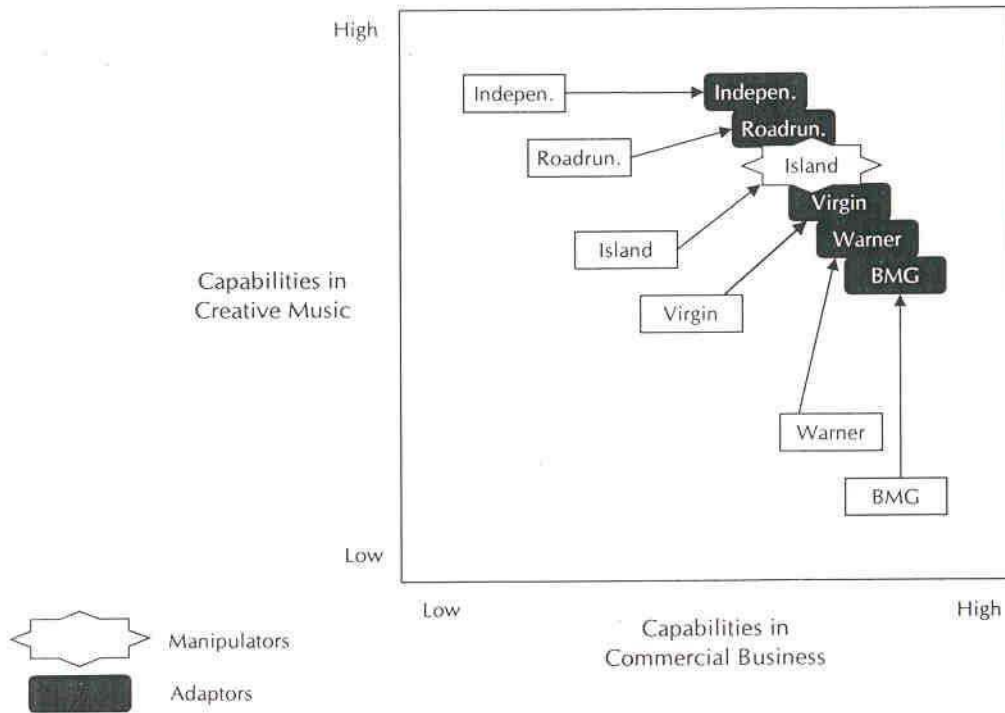 High
Indepen.
Indepen.
Roadrun.
Roadrun.
Island
Virgin
Island
Warner
BMG
Capabilities in
Creative Music
Virgin
Warner
BMG
Low
Low
High
Capabilities in
Commercial Business
Manipulators
Adaptors